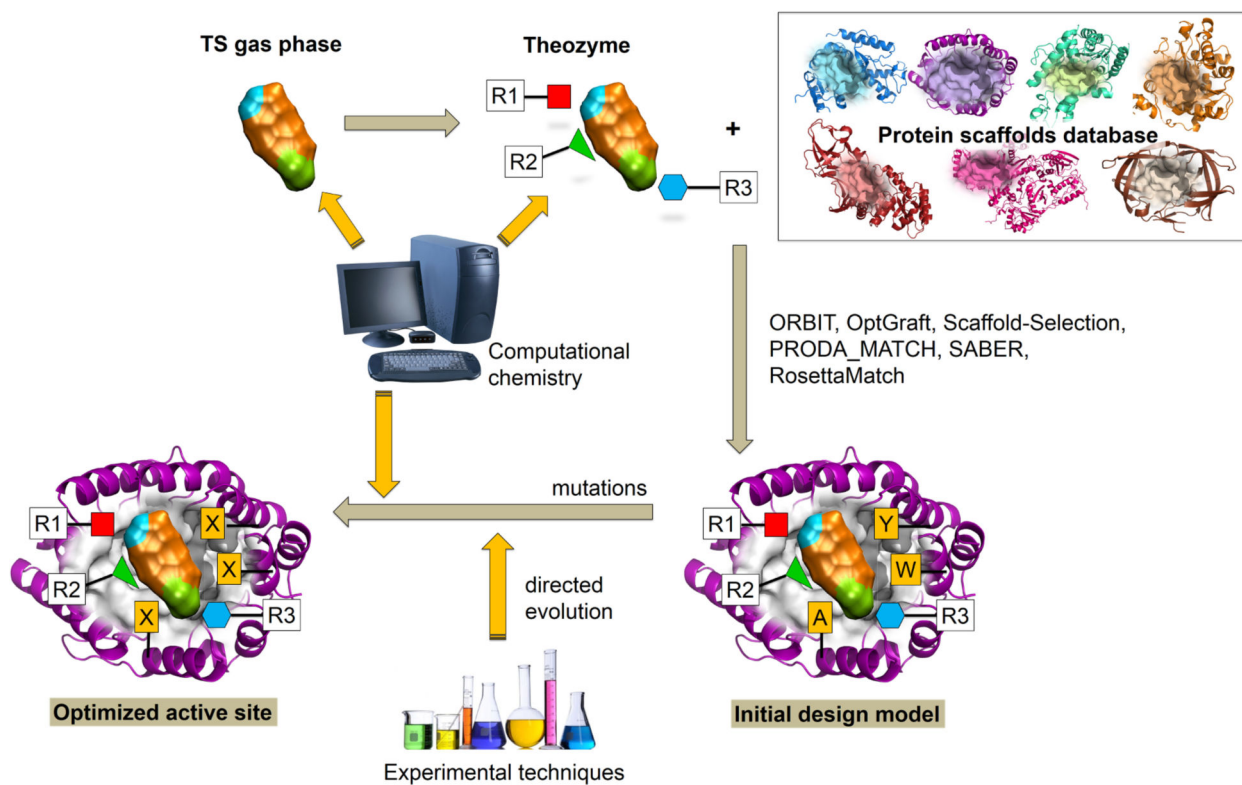 TS gas phase
Theozyme
R1
R2
R3
+
Protein scaffolds database
Computational
chemistry
ORBIT, OptGraft, Scaffold-Selection,
PRODA_MATCH, SABER,
RosettaMatch
mutations
directed
evolution
R1
R2
R3
X
X
X
Optimized active site
R1
R2
R3
Y
W
A
Initial design model
Experimental techniques